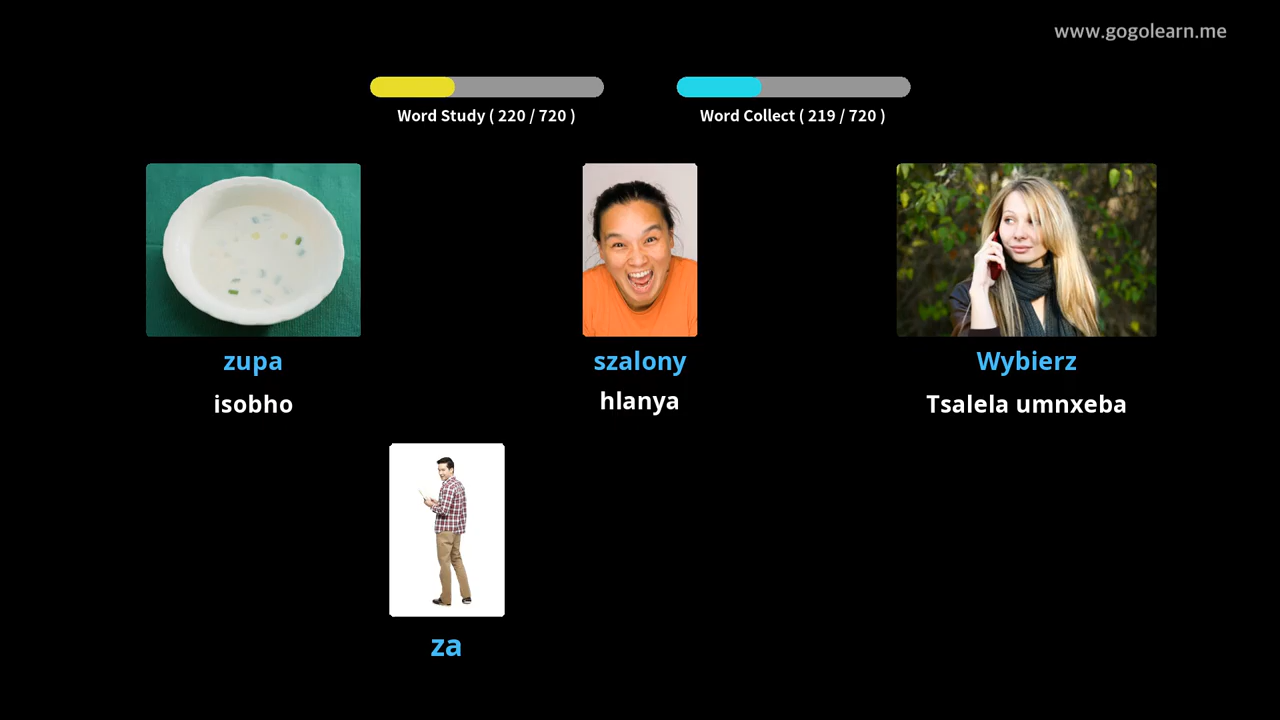 www.gogolearn.me
Word Study ( 220 / 720 )
Word Collect ( 219 / 720 )
zupa
szalony
Wybierz
isobho
hlanya
Tsalela umnxeba
za